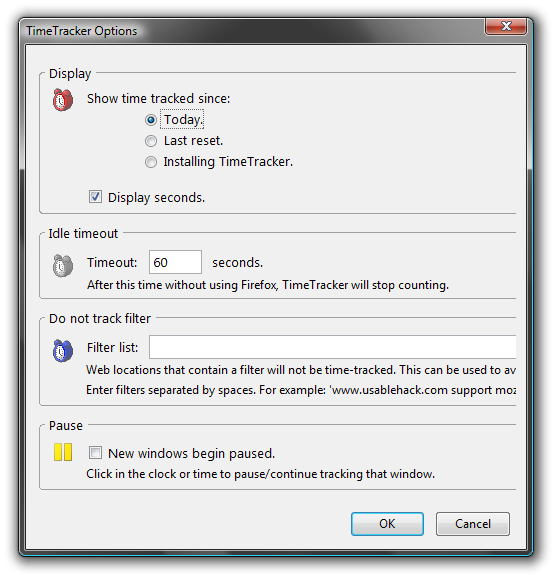 TimeTracker Options
Display
Show time tracked since:
Today.
Last reset.
Installing TimeTracker.
Display seconds.
Idle timeout
Timeout: 60 seconds.
After this time without using Firefox, TimeTracker will stop counting.
Do not track filter
Filter list:
Web locations that contain a filter will not be time-tracked. This can be used to av
Enter filters separated by spaces. For example: 'www.usablehack.com support moz
Pause
New windows begin paused.
Click in the clock or time to pause/continue tracking that window.
OK Cancel